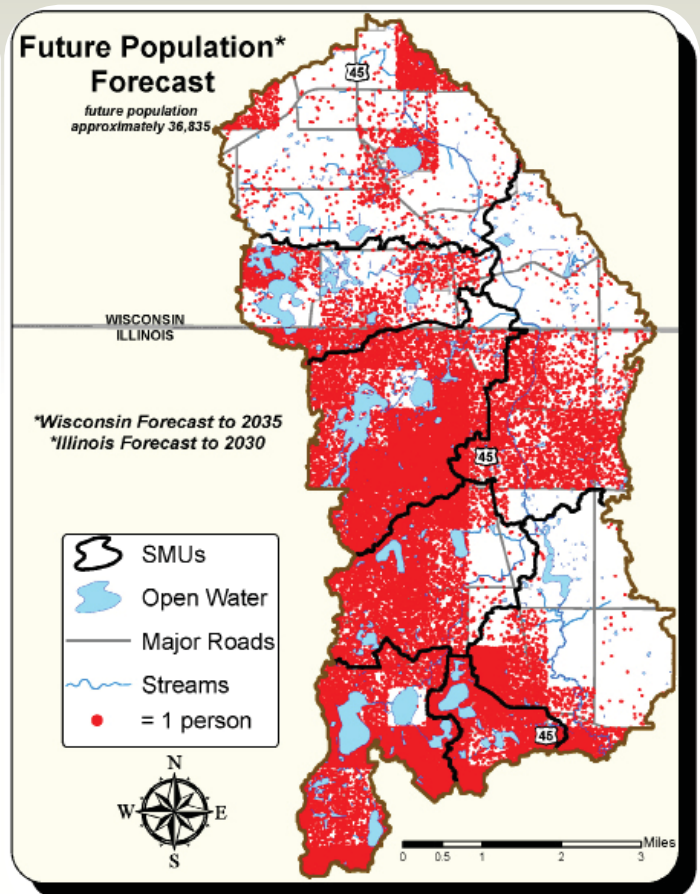 Future Population*
Forecast
future population
approximately 36,835
45
WISCONSIN
ILLINOIS
*Wisconsin Forecast to 2035
*Illinois Forecast to 2030
45
SMUs
Open Water
Major Roads
Streams
= 1 person
45
N
W E
S
Miles
0 0.5 1 2 3